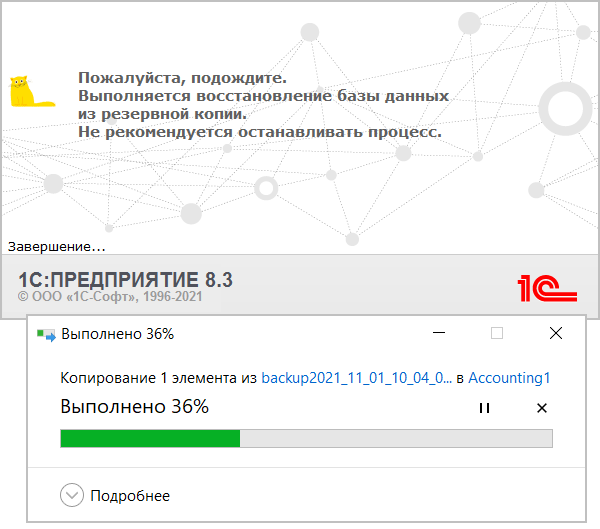 Пожалуйста, подождите.
Выполняется восстановление базы данных
из резервной копии.
Не рекомендуется останавливать процесс.
Завершение...
1С:ПРЕДПРИЯТИЕ 8.3
© ООО «1С-Софт», 1996-2021
1С
Выполнено 36%
Копирование 1 элемента из backup2021_11_01_10_04_0... в Accounting1
Выполнено 36%
Подробнее